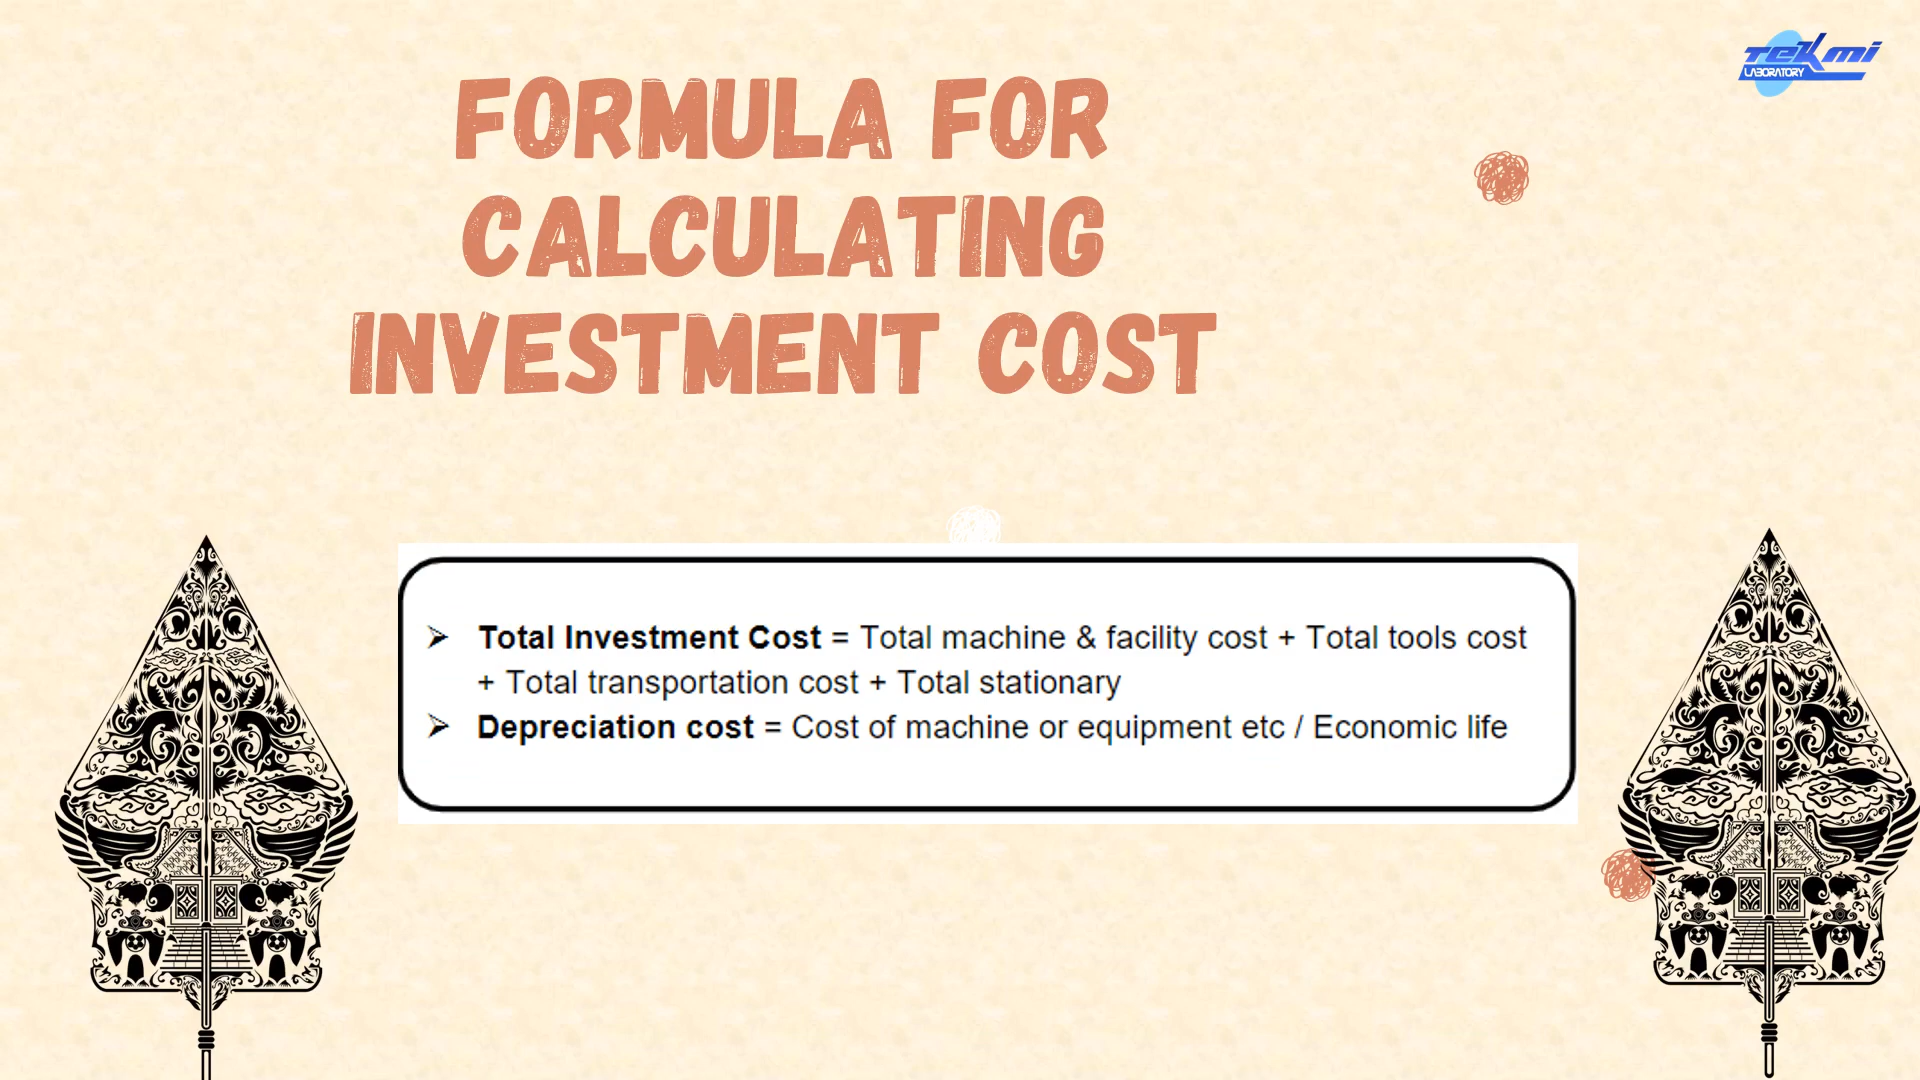 TEKMI
LABORATORY
FORMULA FOR
CALCULATING
INVESTMENT COST
➢ Total Investment Cost = Total machine & facility cost + Total tools cost
+ Total transportation cost + Total stationary
➢ Depreciation cost = Cost of machine or equipment etc / Economic life